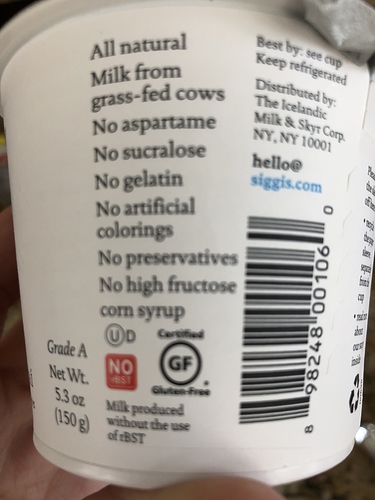 All natural
Milk from
grass-fed cows
No aspartame
No sucralose
No gelatin
No artificial
colorings
No preservatives
No high fructose
corn syrup
U D
Certified
GF
Gluten-Free
NO
rBST
Milk produced
without the use
of rBST
Grade A
Net Wt.
5.3 oz
(150 g)
Best by: see cup
Keep refrigerated
Distributed by:
The Icelandic
Milk & Skyr Corp.
NY, NY 10001
hello@
siggis.com
8 98248 00106 0